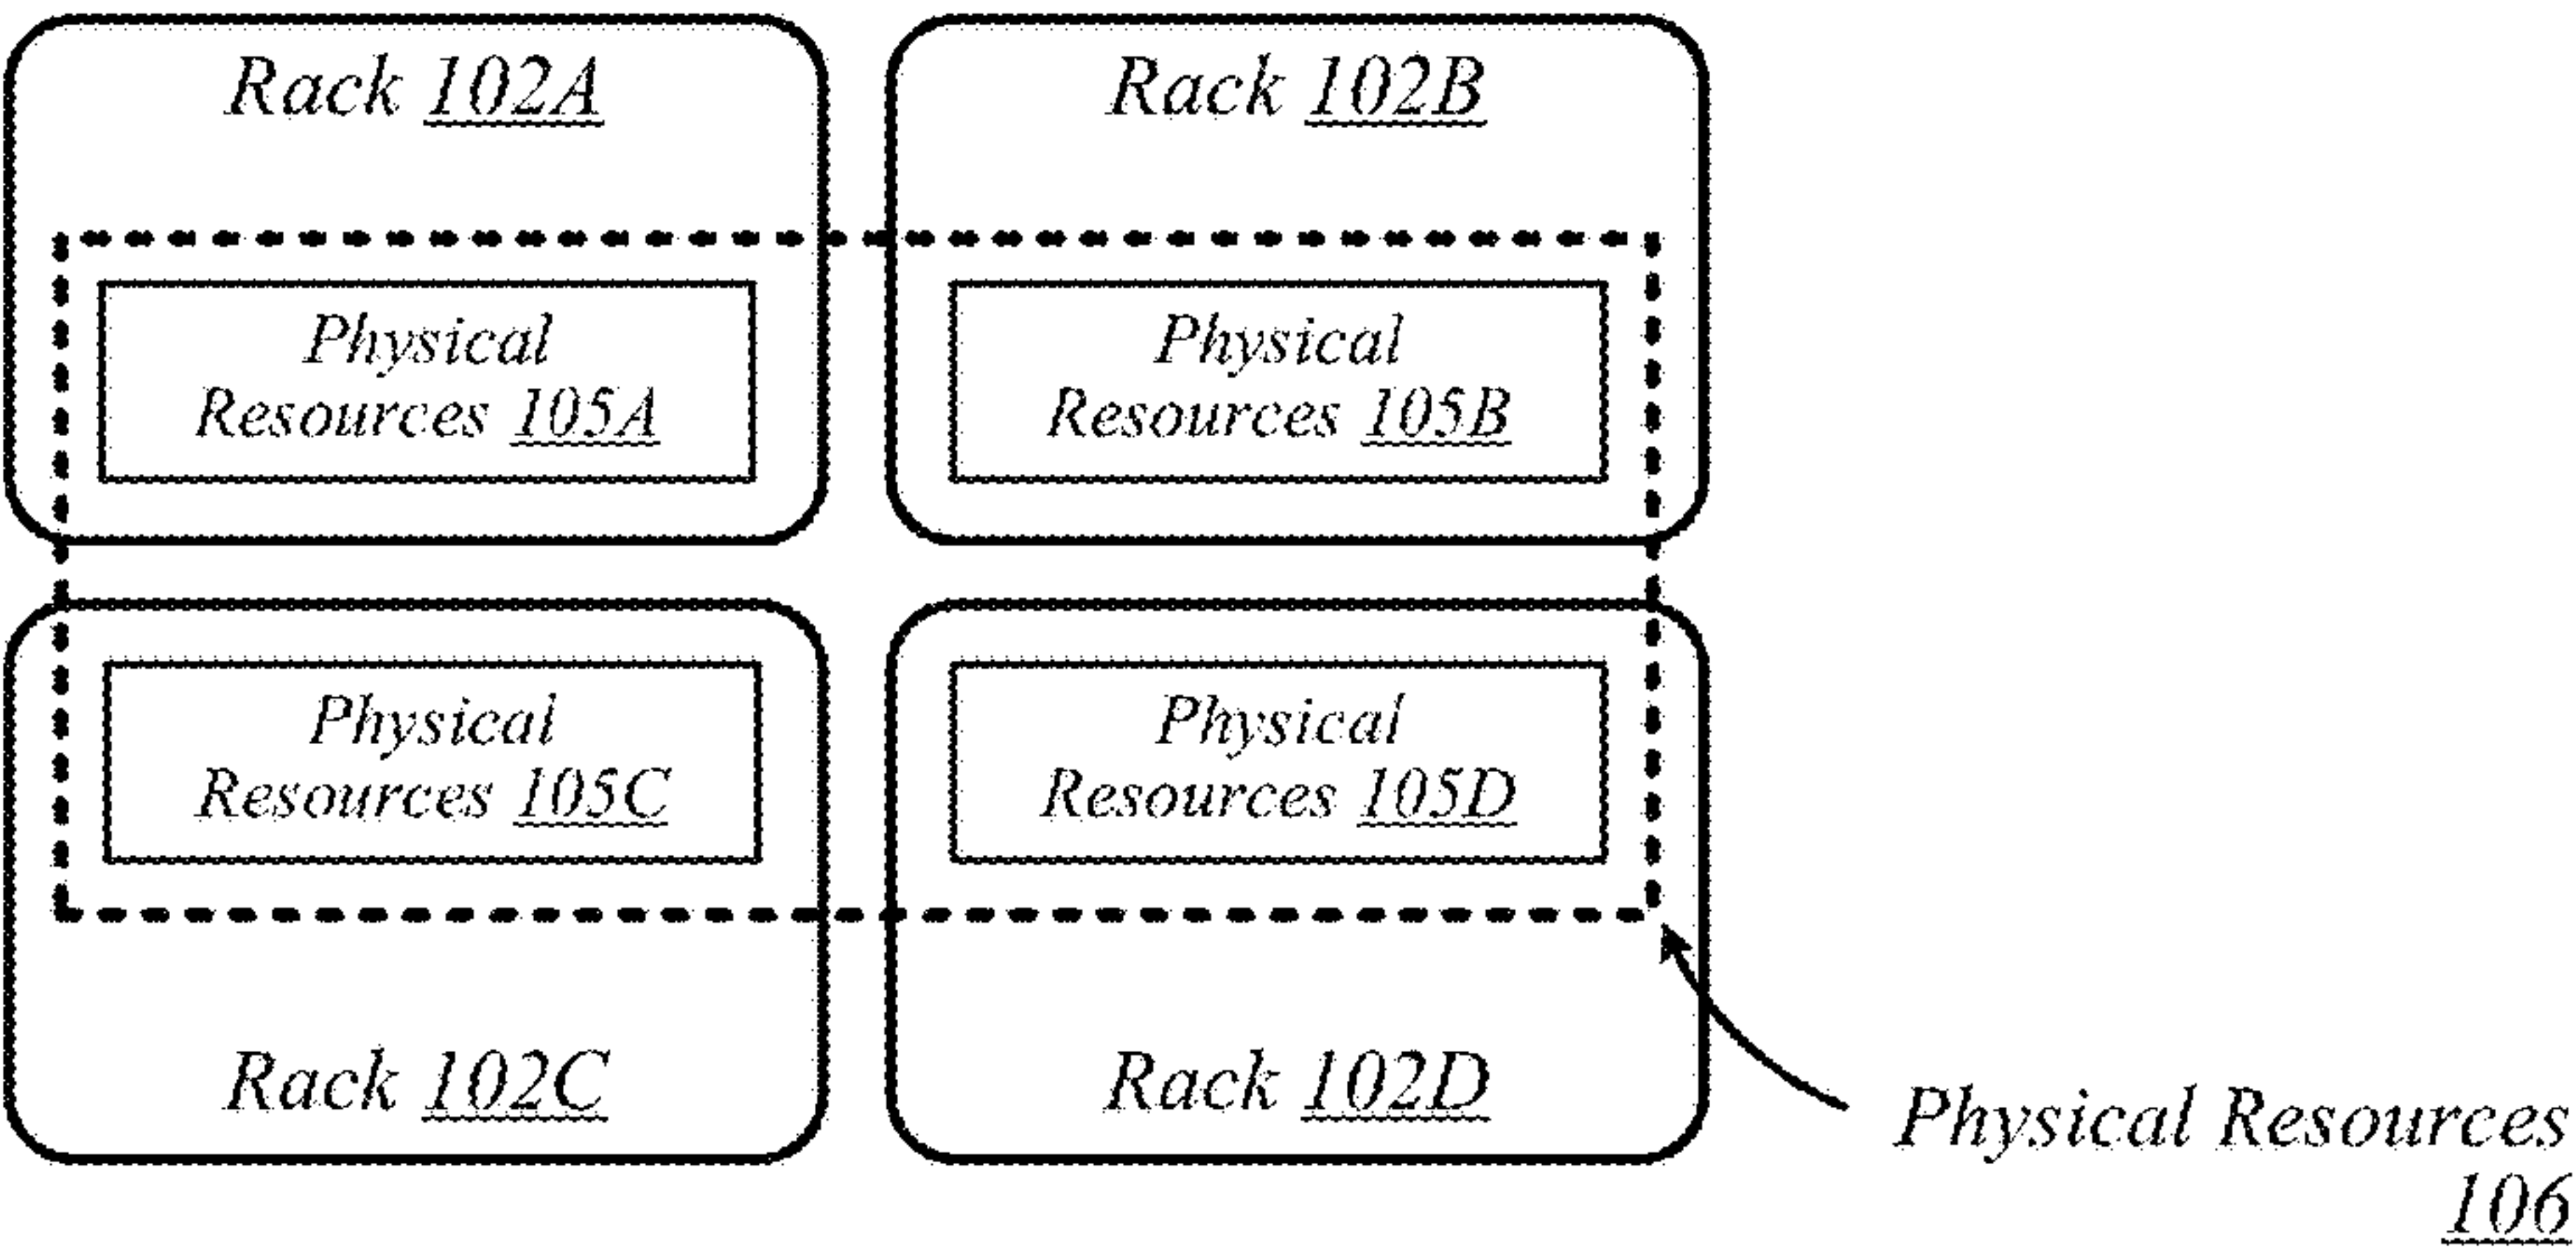 Rack 102A
Rack 102B
Physical
Resources 105A
Physical
Resources 105B
Physical
Resources 105C
Physical
Resources 105D
Rack 102C
Rack 102D
Physical Resources
106